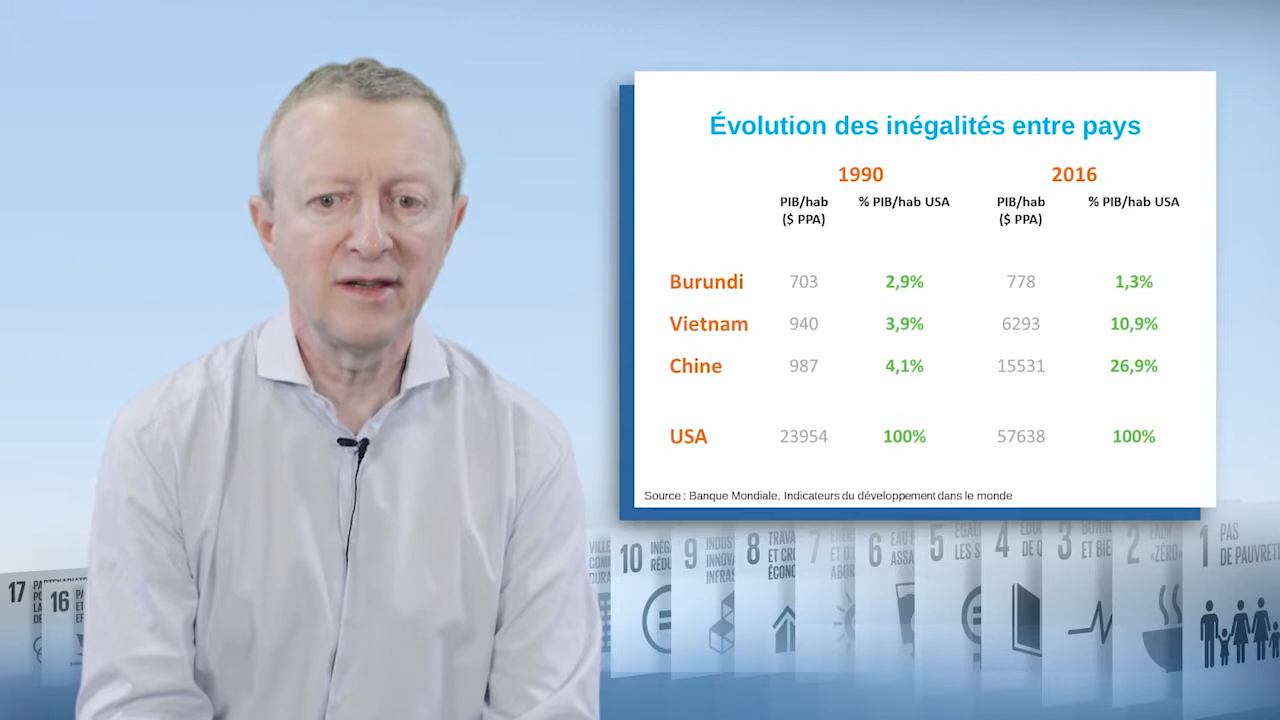 Évolution des inégalités entre pays
1990 2016
PIB/hab % PIB/hab USA PIB/hab % PIB/hab USA
($ PPA) ($ PPA)
Burundi 703 2,9% 778 1,3%
Vietnam 940 3,9% 6293 10,9%
Chine 987 4,1% 15531 26,9%
USA 23954 100% 57638 100%
Source : Banque Mondiale, Indicateurs du développement dans le monde
17
16
10
9
8
7
6
5
4
3
2
«ZÉRO»
1 PAS
DE PAUVRET